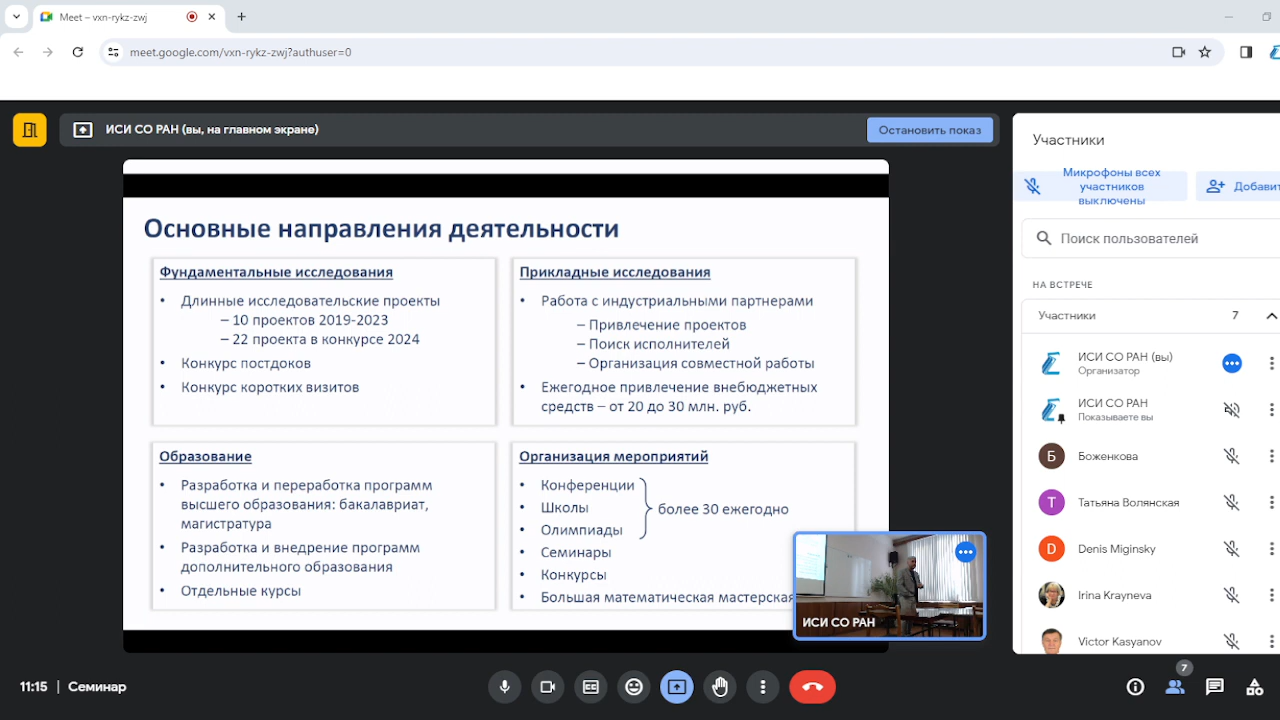 Meet – vxn-rykz-zwj
meet.google.com/vxn-rykz-zwj?authuser=0
ИСИ СО РАН (вы, на главном экране)
Остановить показ
Основные направления деятельности
Фундаментальные исследования
• Длинные исследовательские проекты
– 10 проектов 2019-2023
– 22 проекта в конкурсе 2024
• Конкурс постдоков
• Конкурс коротких визитов
Прикладные исследования
• Работа с индустриальными партнерами
– Привлечение проектов
– Поиск исполнителей
– Организация совместной работы
• Ежегодное привлечение внебюджетных
средств – от 20 до 30 млн. руб.
Образование
• Разработка и переработка программ
высшего образования: бакалавриат,
магистратура
• Разработка и внедрение программ
дополнительного образования
• Отдельные курсы
Организация мероприятий
• Конференции
• Школы
более 30 ежегодно
• Олимпиады
• Семинары
• Конкурсы
• Большая математическая мастерская
ИСИ СО РАН
Участники
Микрофоны всех
участников
выключены
Добавит
Поиск пользователей
НА ВСТРЕЧЕ
Участники 7
ИСИ СО РАН (вы)
Организатор
ИСИ СО РАН
Показываете вы
Б Боженкова
Т Татьяна Волянская
D Denis Miginsky
Irina Krayneva
Victor Kasyanov
11:15 | Семинар
7